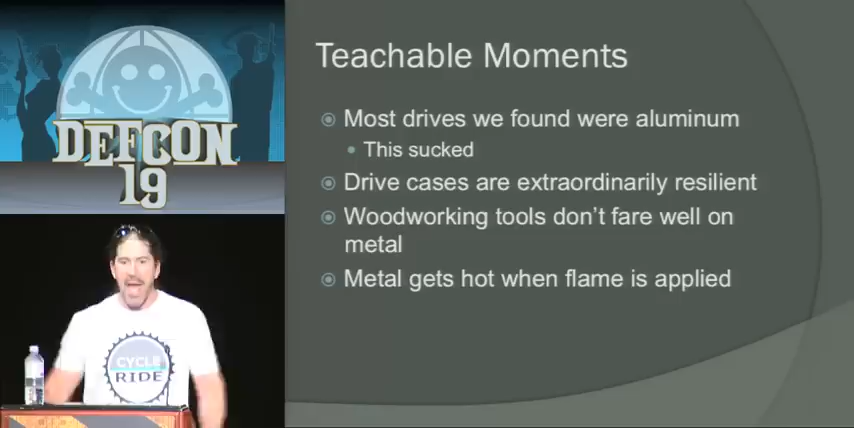 DEFCON
19
CYCLE
RIDE
Teachable Moments
Most drives we found were aluminum
This sucked
Drive cases are extraordinarily resilient
Woodworking tools don't fare well on
metal
Metal gets hot when flame is applied